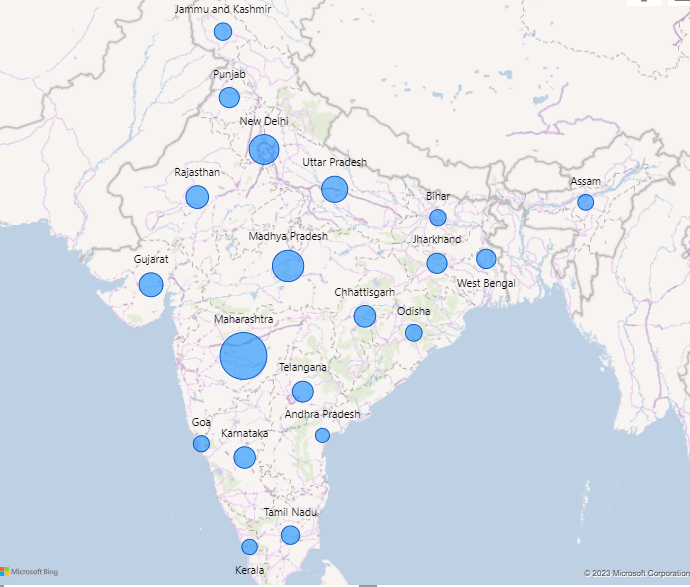 Jammu and Kashmir
Punjab
New Delhi
Uttar Pradesh
Rajasthan
Assam
Bihar
Madhya Pradesh
Jharkhand
Gujarat
West Bengal
Chhattisgarh
Odisha
Maharashtra
Telangana
Andhra Pradesh
Goa
Karnataka
Tamil Nadu
Kerala
Microsoft Bing
© 2023 Microsoft Corporation